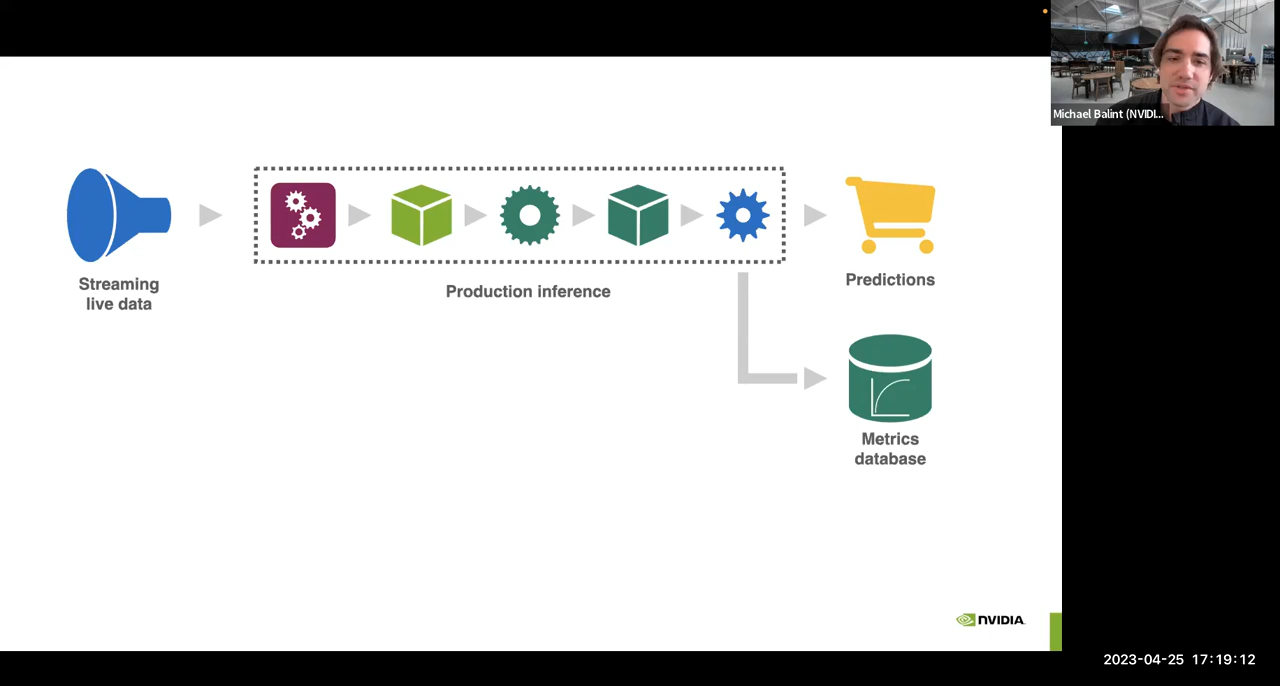 Michael Balint (NVIDI...
Streaming
live data
Production inference
Predictions
Metrics
database
NVIDIA
2023-04-25 17:19:12